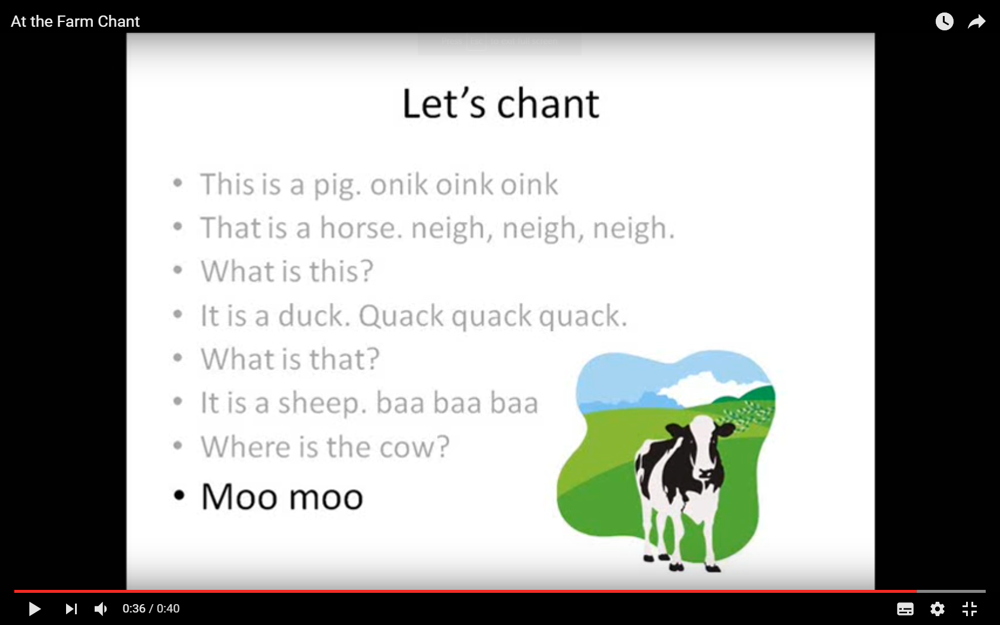 At the Farm Chant
Press Esc to exit full screen
Let's chant
• This is a pig. onik oink oink
• That is a horse. neigh, neigh, neigh.
• What is this?
• It is a duck. Quack quack quack.
• What is that?
• It is a sheep. baa baa baa
• Where is the cow?
• Moo moo
0:36 / 0:40